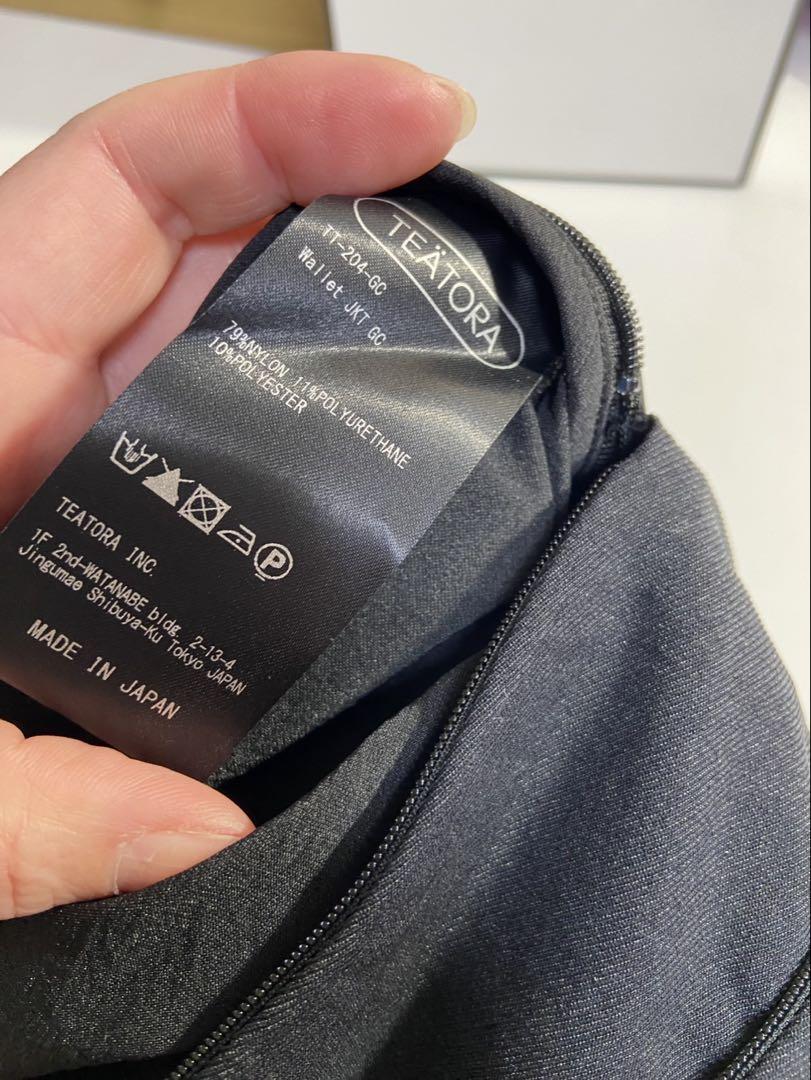 TEÄTORA
TT-204-GC
Wallet JKT GC
79%NYLON 11%POLYURETHANE
10%POLYESTER
P
TEATORA INC.
1F 2nd-WATANABE bldg. 2-13-4
Jingumae Shibuya-Ku Tokyo JAPAN
MADE IN JAPAN